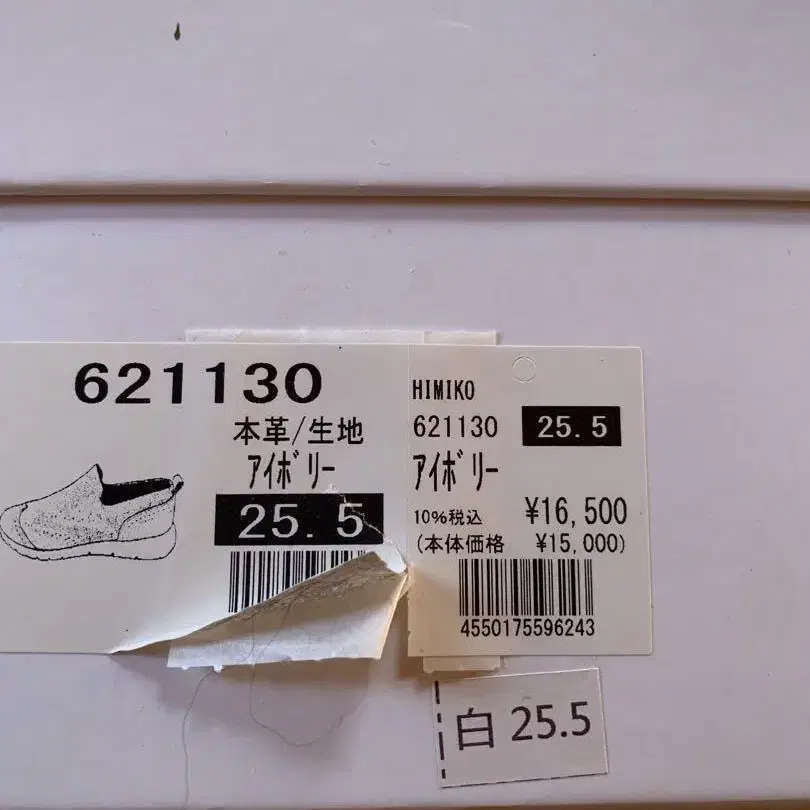 621130
本革/生地
ｱｲﾎﾞﾘｰ
25.5
HIMIKO
621130 25.5
ｱｲﾎﾞﾘｰ
10%税込 ¥16,500
(本体価格 ¥15,000)
4550175596243
白 25.5